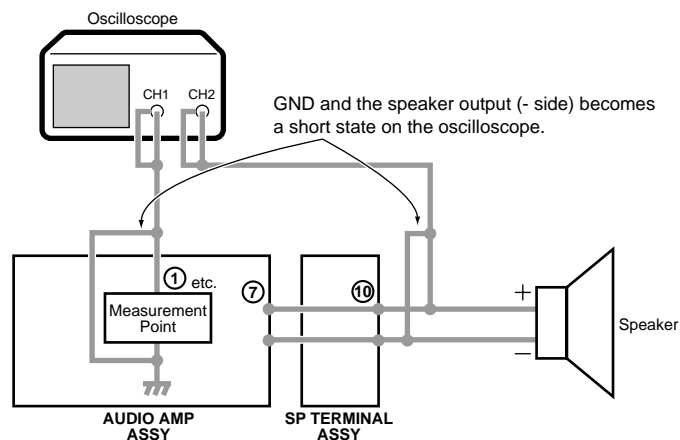 Oscilloscope
CH1
CH2
GND and the speaker output (- side) becomes
a short state on the oscilloscope.
1 etc.
7
10
Measurement
Point
+
−
Speaker
AUDIO AMP
ASSY
SP TERMINAL
ASSY